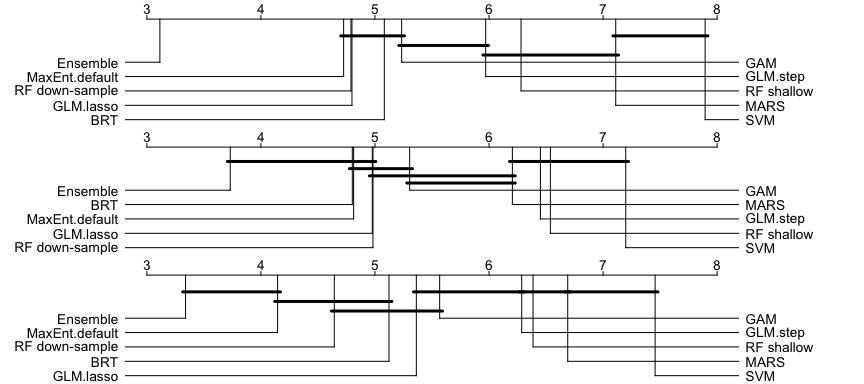 3 4 5 6 7 8
Ensemble GAM
MaxEnt.default GLM.step
RF down-sample RF shallow
GLM.lasso MARS
BRT SVM
3 4 5 6 7 8
Ensemble GAM
BRT MARS
MaxEnt.default GLM.step
GLM.lasso RF shallow
RF down-sample SVM
3 4 5 6 7 8
Ensemble GAM
MaxEnt.default GLM.step
RF down-sample RF shallow
BRT MARS
GLM.lasso SVM